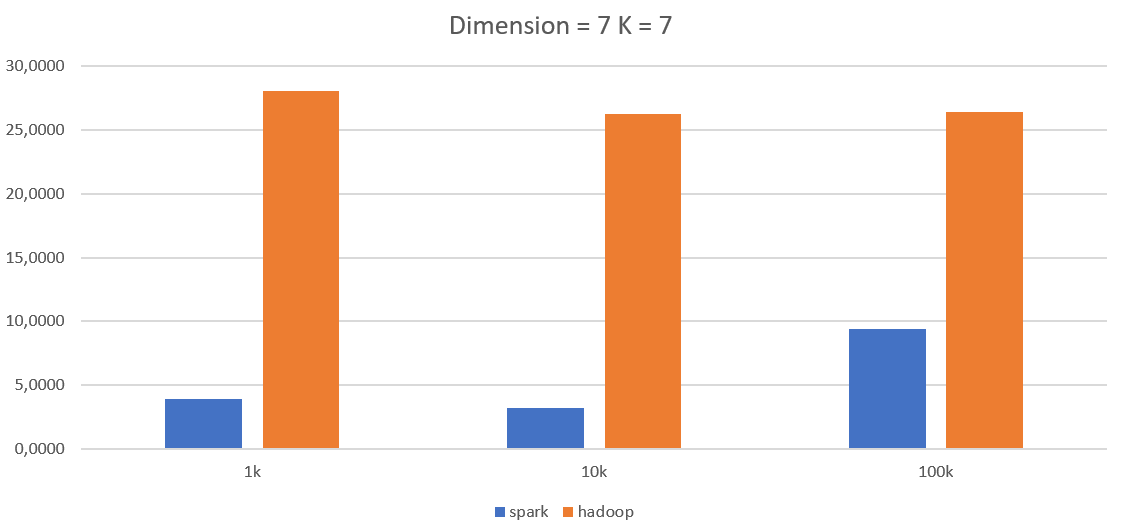 Dimension = 7 K = 7
30,0000
25,0000
20,0000
15,0000
10,0000
5,0000
0,0000
1k 10k 100k
spark hadoop